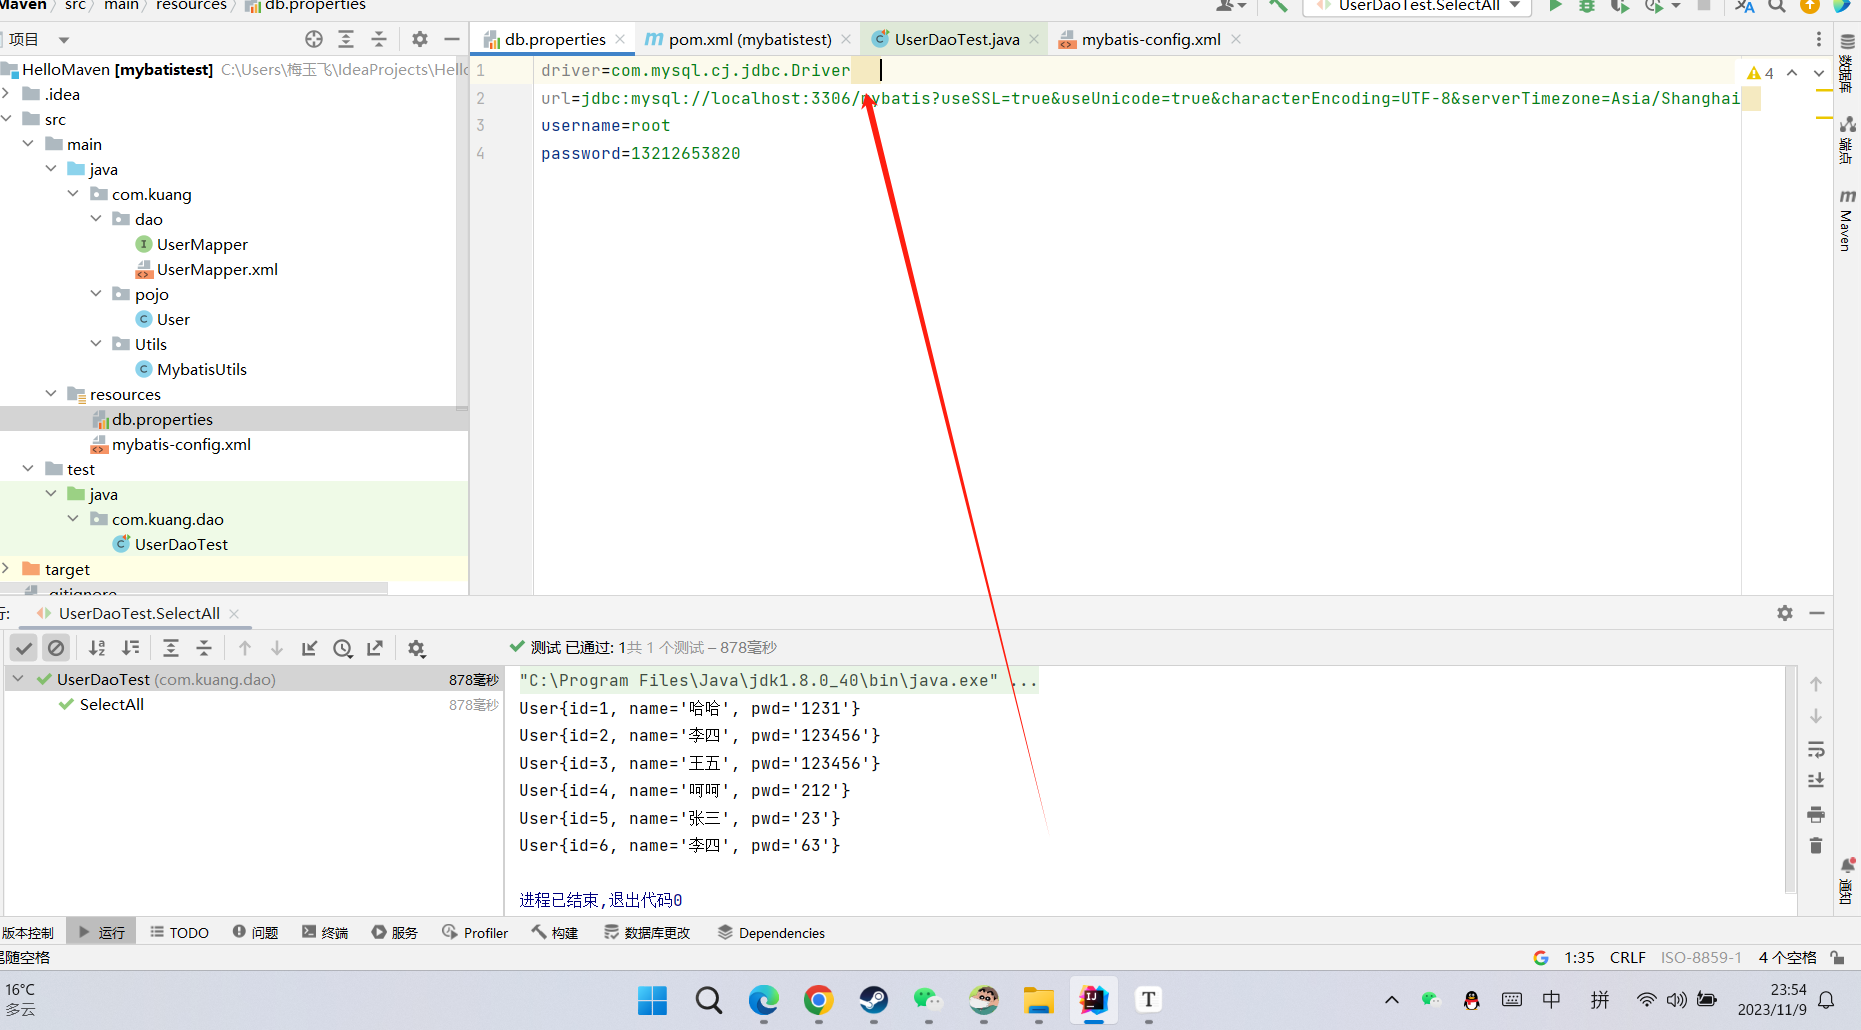 Maven
src
main
resources
db.properties
UserDaoTest.SelectAll
项目
db.properties
pom.xml (mybatistest)
UserDaoTest.java
mybatis-config.xml
HelloMaven [mybatistest] C:\Users\梅玉飞\IdeaProjects\Hello
.idea
src
main
java
com.kuang
dao
UserMapper
UserMapper.xml
pojo
User
Utils
MybatisUtils
resources
db.properties
mybatis-config.xml
test
java
com.kuang.dao
UserDaoTest
target
.gitignore
1 driver=com.mysql.cj.jdbc.Driver
2 url=jdbc:mysql://localhost:3306/mybatis?useSSL=true&useUnicode=true&characterEncoding=UTF-8&serverTimezone=Asia/Shanghai
3 username=root
4 password=13212653820
4
数据库
端点
Maven
通知
行:
UserDaoTest.SelectAll
测试 已通过: 1共 1 个测试 – 878毫秒
UserDaoTest (com.kuang.dao) 878毫秒
SelectAll 878毫秒
"C:\Program Files\Java\jdk1.8.0_40\bin\java.exe" ...
User{id=1, name='哈哈', pwd='1231'}
User{id=2, name='李四', pwd='123456'}
User{id=3, name='王五', pwd='123456'}
User{id=4, name='呵呵', pwd='212'}
User{id=5, name='张三', pwd='23'}
User{id=6, name='李四', pwd='63'}
进程已结束,退出代码0
版本控制
运行
TODO
问题
终端
服务
Profiler
构建
数据库更改
Dependencies
尾随空格
1:35 CRLF ISO-8859-1 4 个空格
16°C
多云
中
拼
23:54
2023/11/9